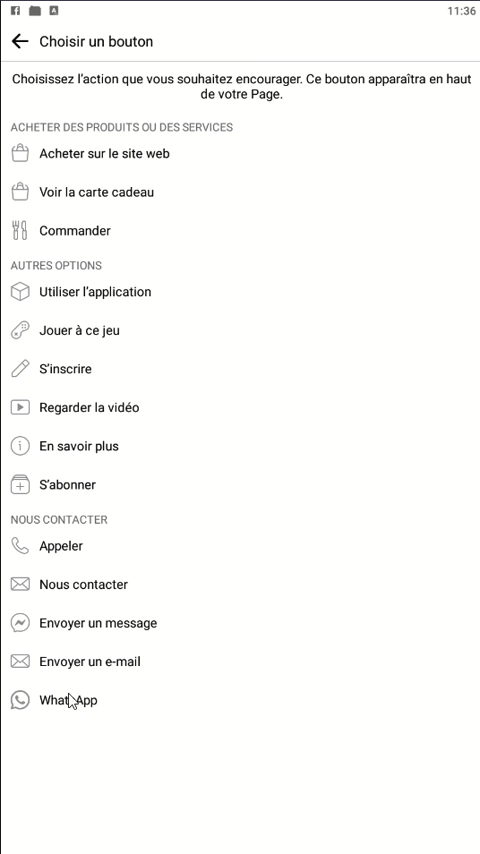 11:36
Choisir un bouton
Choisissez l'action que vous souhaitez encourager. Ce bouton apparaîtra en haut
de votre Page.
ACHETER DES PRODUITS OU DES SERVICES
Acheter sur le site web
Voir la carte cadeau
Commander
AUTRES OPTIONS
Utiliser l'application
Jouer à ce jeu
S'inscrire
Regarder la vidéo
En savoir plus
S'abonner
NOUS CONTACTER
Appeler
Nous contacter
Envoyer un message
Envoyer un e-mail
WhatsApp